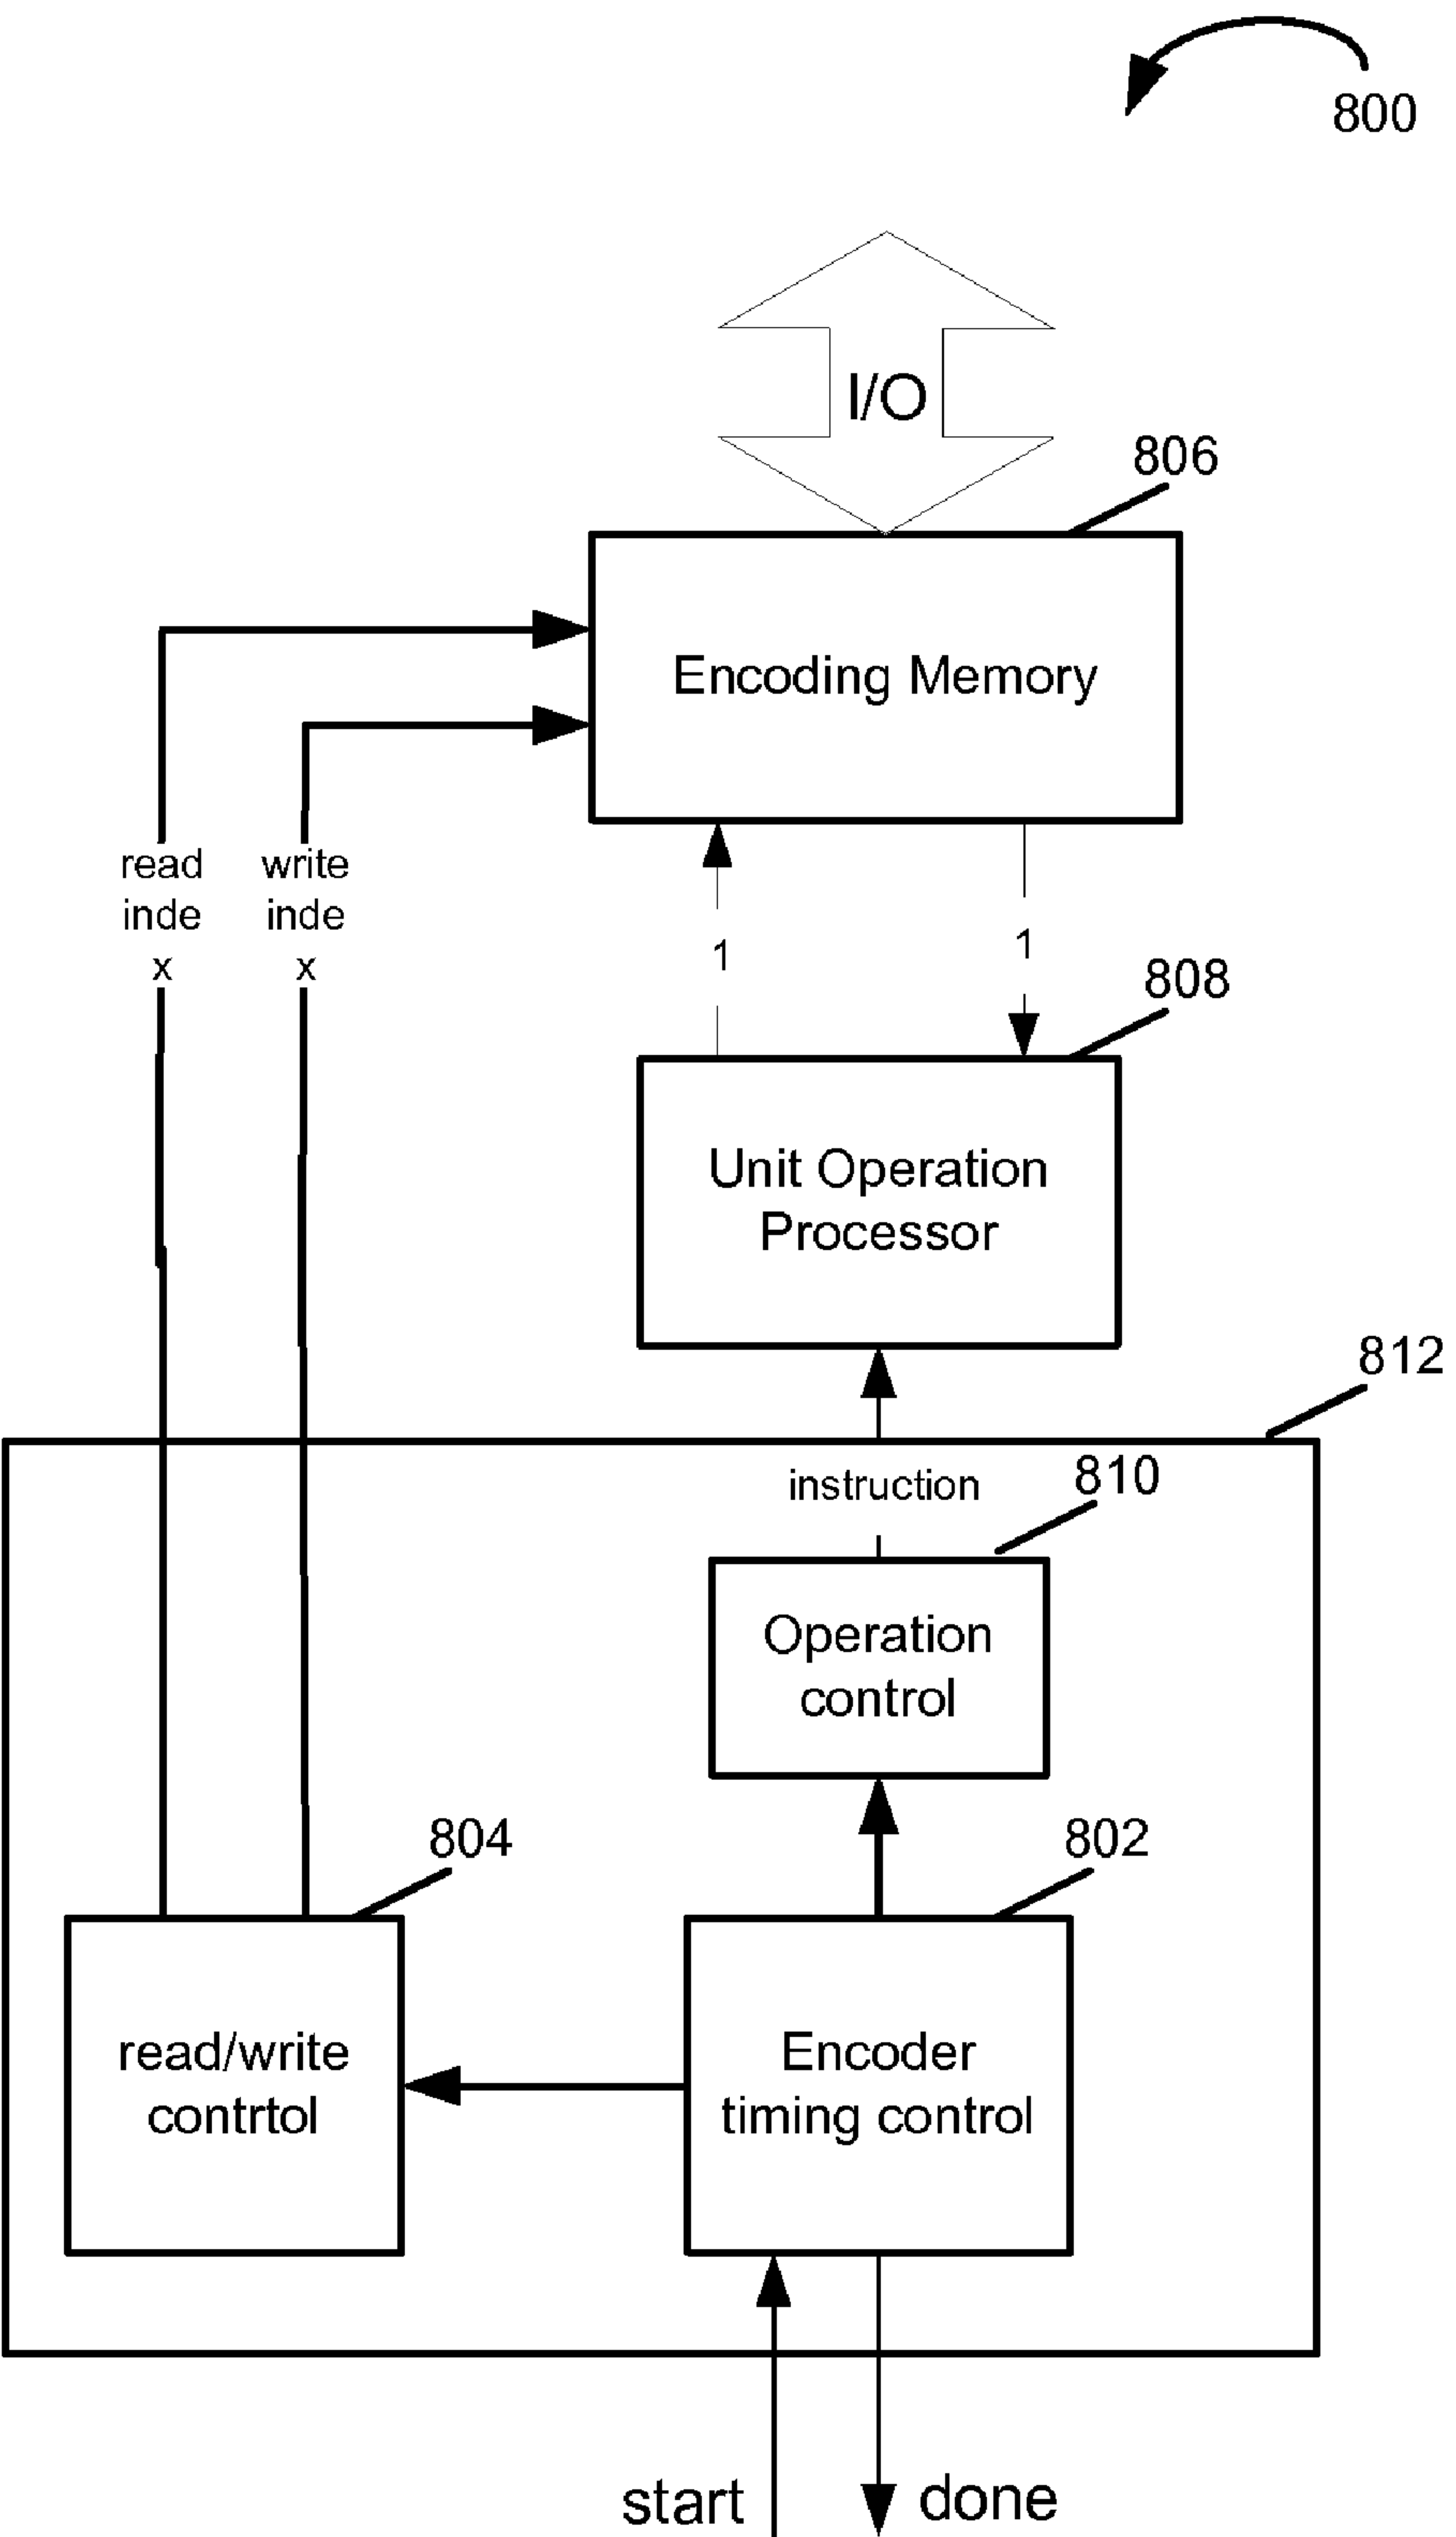 800
I/O
806
Encoding Memory
read
inde
x
write
inde
x
1
1
808
Unit Operation
Processor
812
instruction
810
Operation
control
804
802
read/write
contrtol
Encoder
timing control
start
done